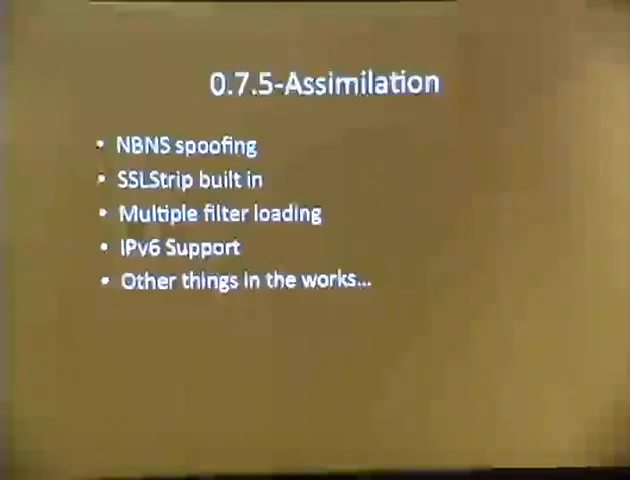 0.7.5-Assimilation
• NBNS spoofing
• SSLStrip built in
• Multiple filter loading
• IPv6 Support
• Other things in the works...